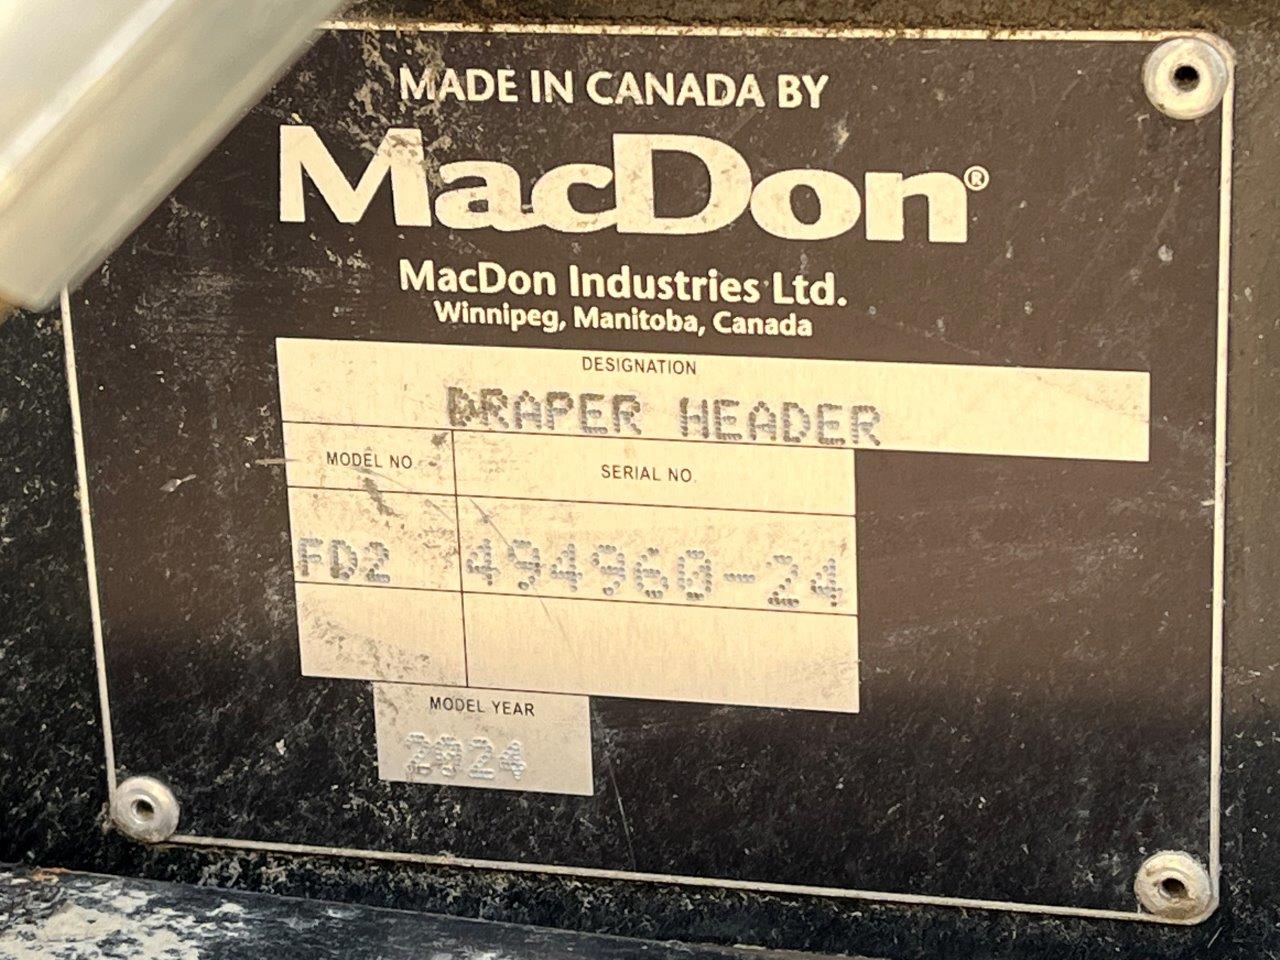 MADE IN CANADA BY
MacDon®
MacDon Industries Ltd.
Winnipeg, Manitoba, Canada
DESIGNATION
DRAPER HEADER
MODEL NO. SERIAL NO.
FD2 494960-24
MODEL YEAR
2024